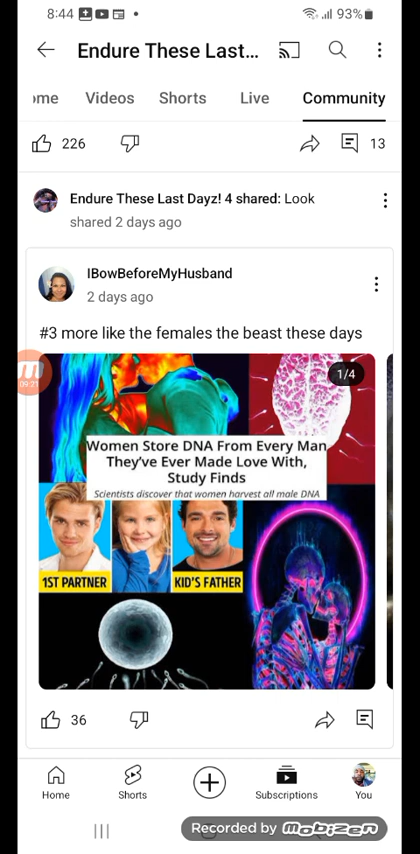 8:44 93%
Endure These Last...
ome Videos Shorts Live Community
226 13
Endure These Last Dayz! 4 shared: Look
shared 2 days ago
IBowBeforeMyHusband
2 days ago
#3 more like the females the beast these days
1/4
09:21
Women Store DNA From Every Man
They've Ever Made Love With,
Study Finds
Scientists discover that women harvest all male DNA
1ST PARTNER KID'S FATHER
36
Home Shorts Subscriptions You
Recorded by Mobizen